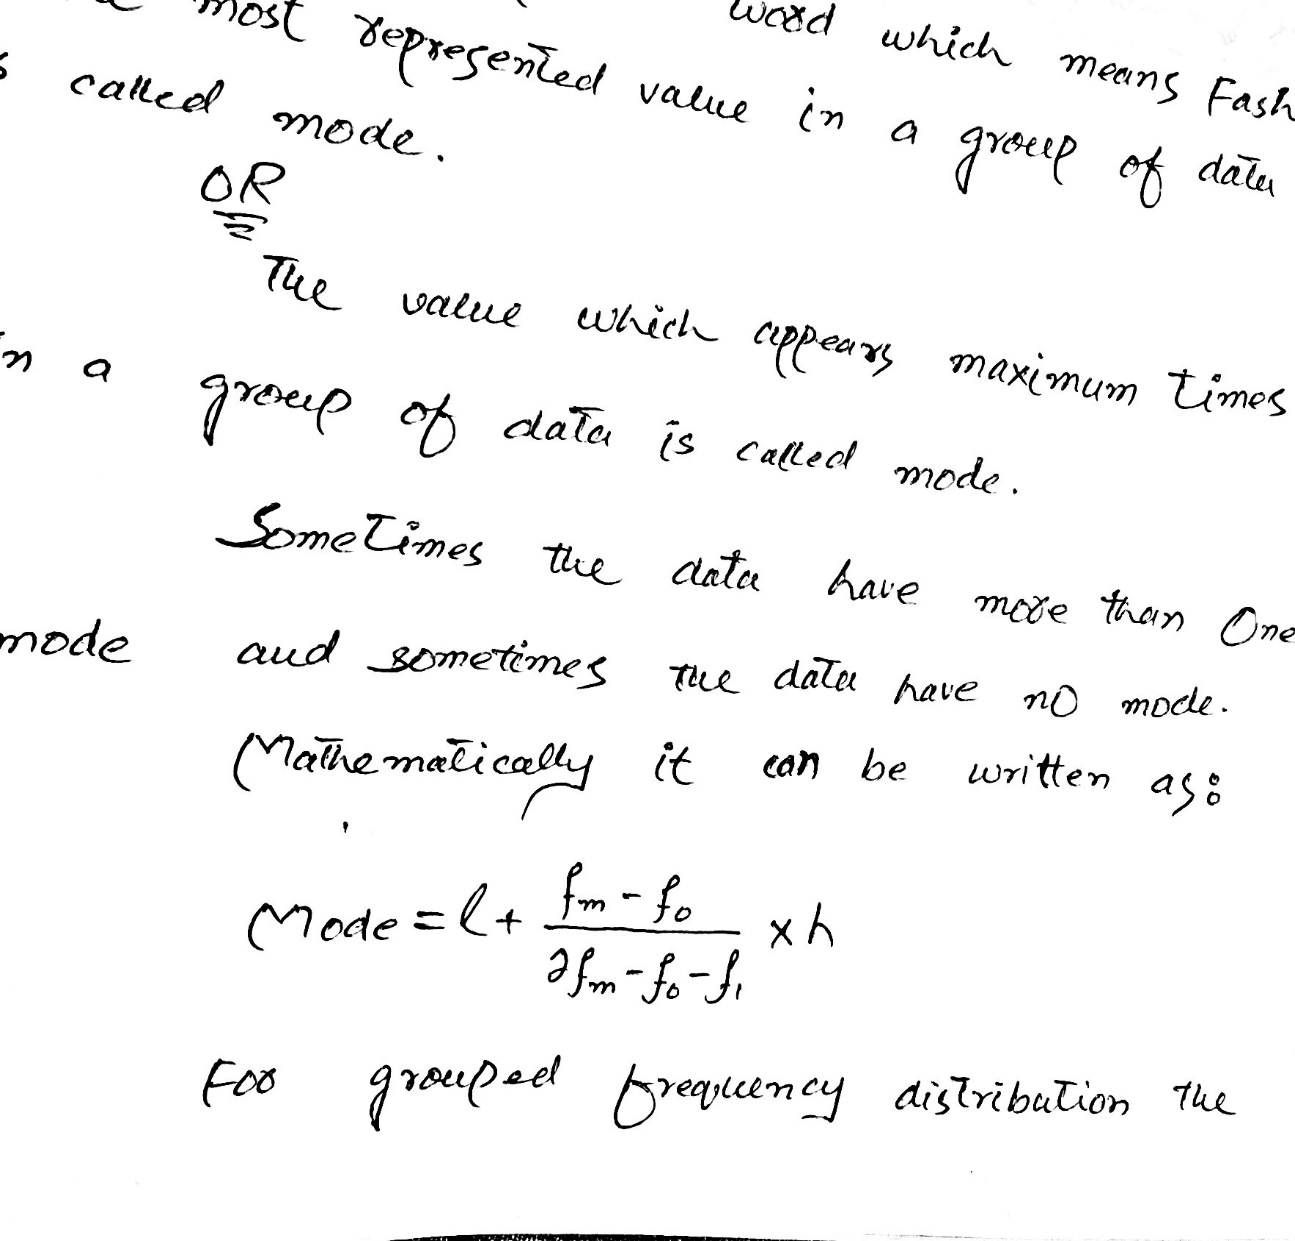 word which means Fash
most represented value in a group of data
called mode.
OR
The value which appears maximum times
in a group of data is called mode.
Sometimes the data have more than One
mode and sometimes the data have no mode.
Mathematically it can be written as:
Mode = l + (fm - fo) / (2fm - fo - f1) × h
For grouped frequency distribution the